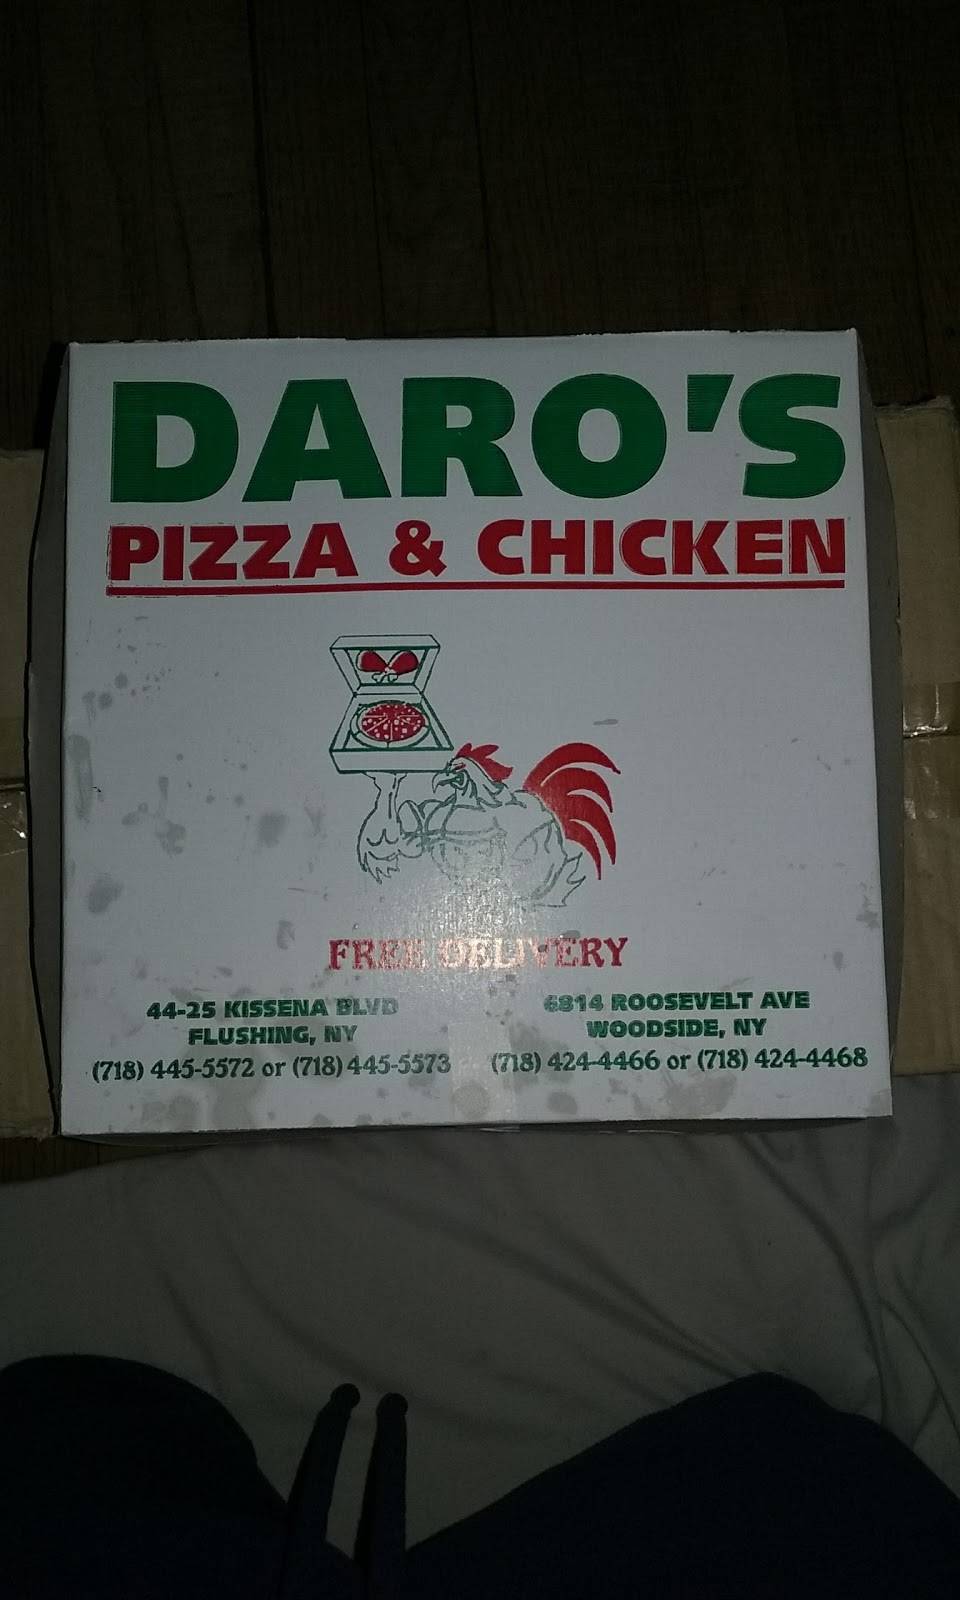 DARO'S
PIZZA & CHICKEN
FREE DELIVERY
44-25 KISSENA BLVD
FLUSHING, NY
(718) 445-5572 or (718) 445-5573
6814 ROOSEVELT AVE
WOODSIDE, NY
(718) 424-4466 or (718) 424-4468